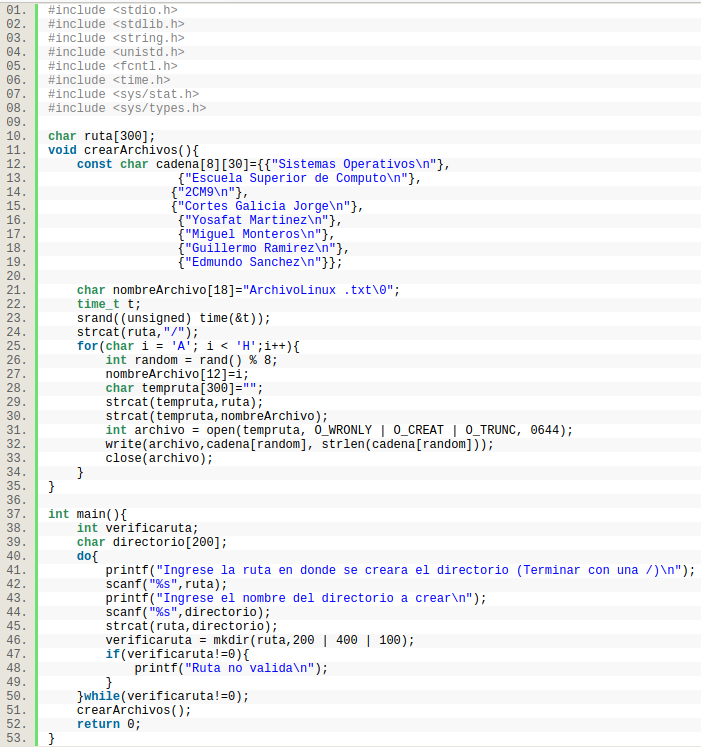 01. #include <stdio.h>
02. #include <stdlib.h>
03. #include <string.h>
04. #include <unistd.h>
05. #include <fcntl.h>
06. #include <time.h>
07. #include <sys/stat.h>
08. #include <sys/types.h>
09.
10. char ruta[300];
11. void crearArchivos(){
12.     const char cadena[8][30]={{"Sistemas Operativos\n"},
13.                   {"Escuela Superior de Computo\n"},
14.                  {"2CM9\n"},
15.                  {"Cortes Galicia Jorge\n"},
16.                   {"Yosafat Martinez\n"},
17.                   {"Miguel Monteros\n"},
18.                   {"Guillermo Ramirez\n"},
19.                   {"Edmundo Sanchez\n"}};
20.
21.     char nombreArchivo[18]="ArchivoLinux .txt\0";
22.     time_t t;
23.     srand((unsigned) time(&t));
24.     strcat(ruta,"/");
25.     for(char i = 'A'; i < 'H';i++){
26.         int random = rand() % 8;
27.         nombreArchivo[12]=i;
28.         char tempruta[300]="";
29.         strcat(tempruta,ruta);
30.         strcat(tempruta,nombreArchivo);
31.         int archivo = open(tempruta, O_WRONLY | O_CREAT | O_TRUNC, 0644);
32.         write(archivo,cadena[random], strlen(cadena[random]));
33.         close(archivo);
34.     }
35. }
36.
37. int main(){
38.     int verificaruta;
39.     char directorio[200];
40.     do{
41.         printf("Ingrese la ruta en donde se creara el directorio (Terminar con una /)\n");
42.         scanf("%s",ruta);
43.         printf("Ingrese el nombre del directorio a crear\n");
44.         scanf("%s",directorio);
45.         strcat(ruta,directorio);
46.         verificaruta = mkdir(ruta,200 | 400 | 100);
47.         if(verificaruta!=0){
48.             printf("Ruta no valida\n");
49.         }
50.     }while(verificaruta!=0);
51.     crearArchivos();
52.     return 0;
53. }